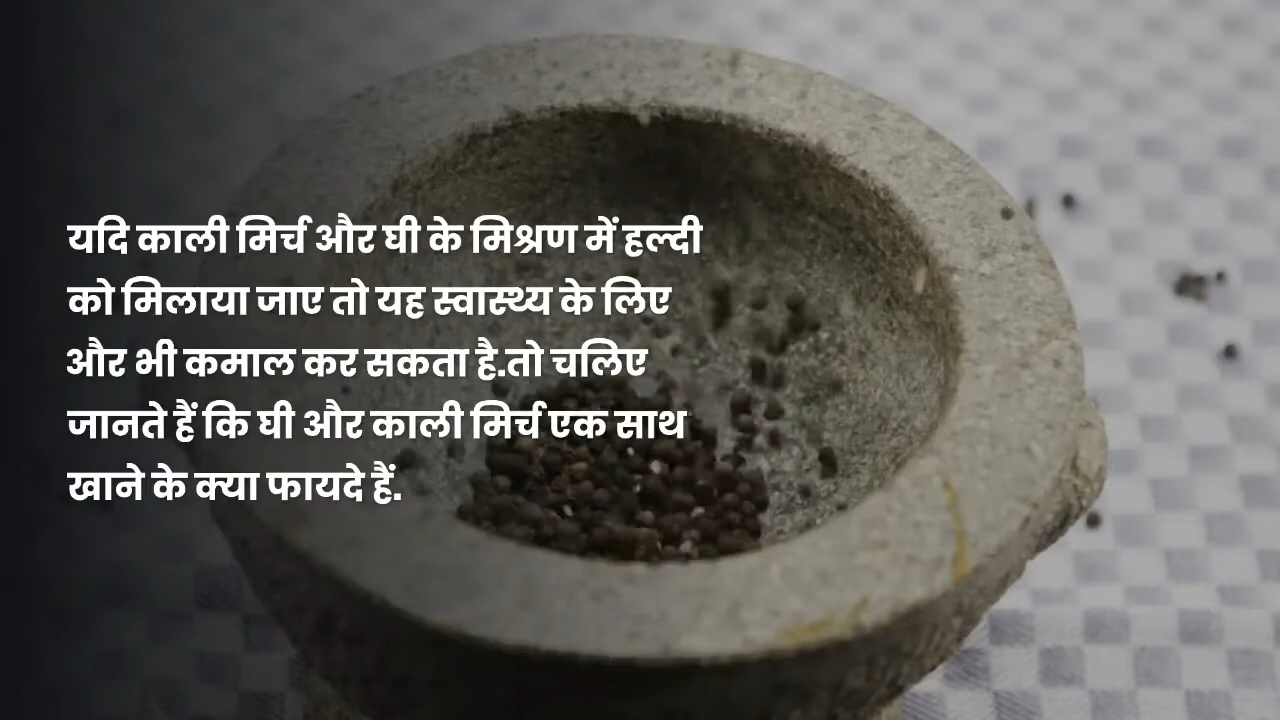 यदि काली मिर्च और घी के मिश्रण में हल्दी
को मिलाया जाए तो यह स्वास्थ्य के लिए
और भी कमाल कर सकता है.तो चलिए
जानते हैं कि घी और काली मिर्च एक साथ
खाने के क्या फायदे हैं.